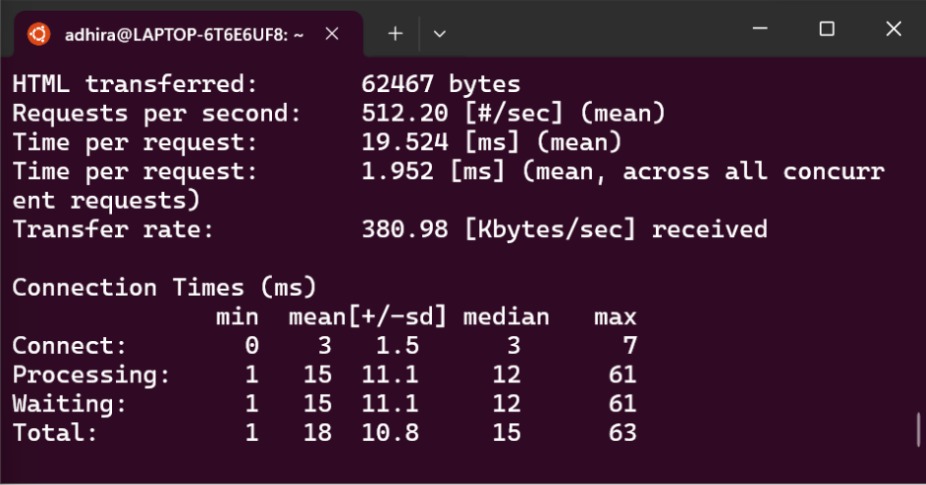 adhira@LAPTOP-6T6E6UF8: ~
HTML transferred:       62467 bytes
Requests per second:    512.20 [#/sec] (mean)
Time per request:       19.524 [ms] (mean)
Time per request:       1.952 [ms] (mean, across all concurr
ent requests)
Transfer rate:          380.98 [Kbytes/sec] received
Connection Times (ms)
              min  mean[+/-sd] median   max
Connect:        0    3   1.5      3       7
Processing:     1   15  11.1     12      61
Waiting:        1   15  11.1     12      61
Total:          1   18  10.8     15      63